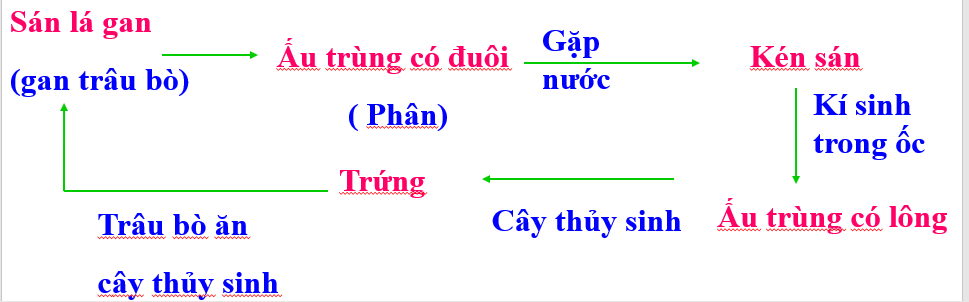 Sán lá gan
(gan trâu bò)
Ấu trùng có đuôi
( Phân)
Gặp
nước
Kén sán
Kí sinh
trong ốc
Ấu trùng có lông
Cây thủy sinh
Trứng
Trâu bò ăn
cây thủy sinh